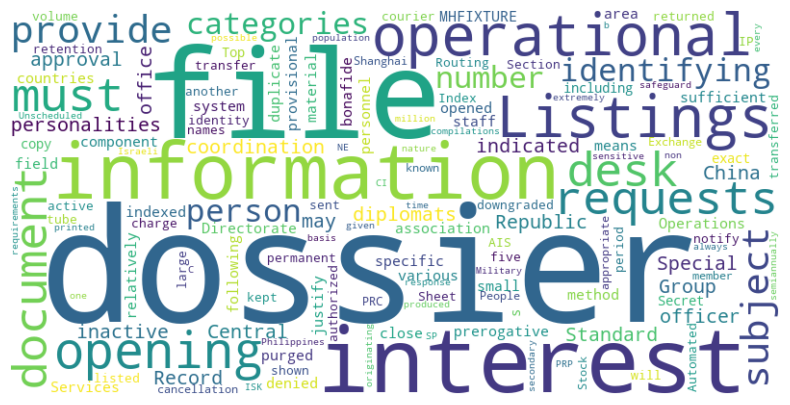 volume
provide
categories
courier
MHFIXTURE
area
returned
retention
possible
population
operational
b
IPS
every
approval
office
Top
transfer
file
duplicate
provisional
material
Shanghai
bonafide
Routing
Section
countries
another
Index
number
identifying
must
Unscheduled
system
personnel
opened
including
safeguard
personalities
identity
names
staff
extremely
sufficient
Listings
copy
component
million
compilations
indicated
means
transferred
field
Israeli
coordination
NE
known
nature
Exchange
exact
information
CI
desk
sensitive
non
China
document
requirements
active
indexed
person
time
downgraded
requests
tube
printed
charge
may
diplomats
given
basis
Republic
Operations
Directorate
association
AIS
period
notify
always
relatively
following
permanent
specific
five
appropriate
member
semiannually
dossier
large
C
kept
authorized
various
Military
response
People
method
Special
subject
one
PRC
Sheet
small
S
Group
Secret
inactive
Central
justify
close
SP
produced
prerogative
officer
Automated
opening
purged
shown
Philippines
originating
secondary
PRP
Stock
Standard
will
Services
listed
Record
cancellation
denied
ISK
sent
interest